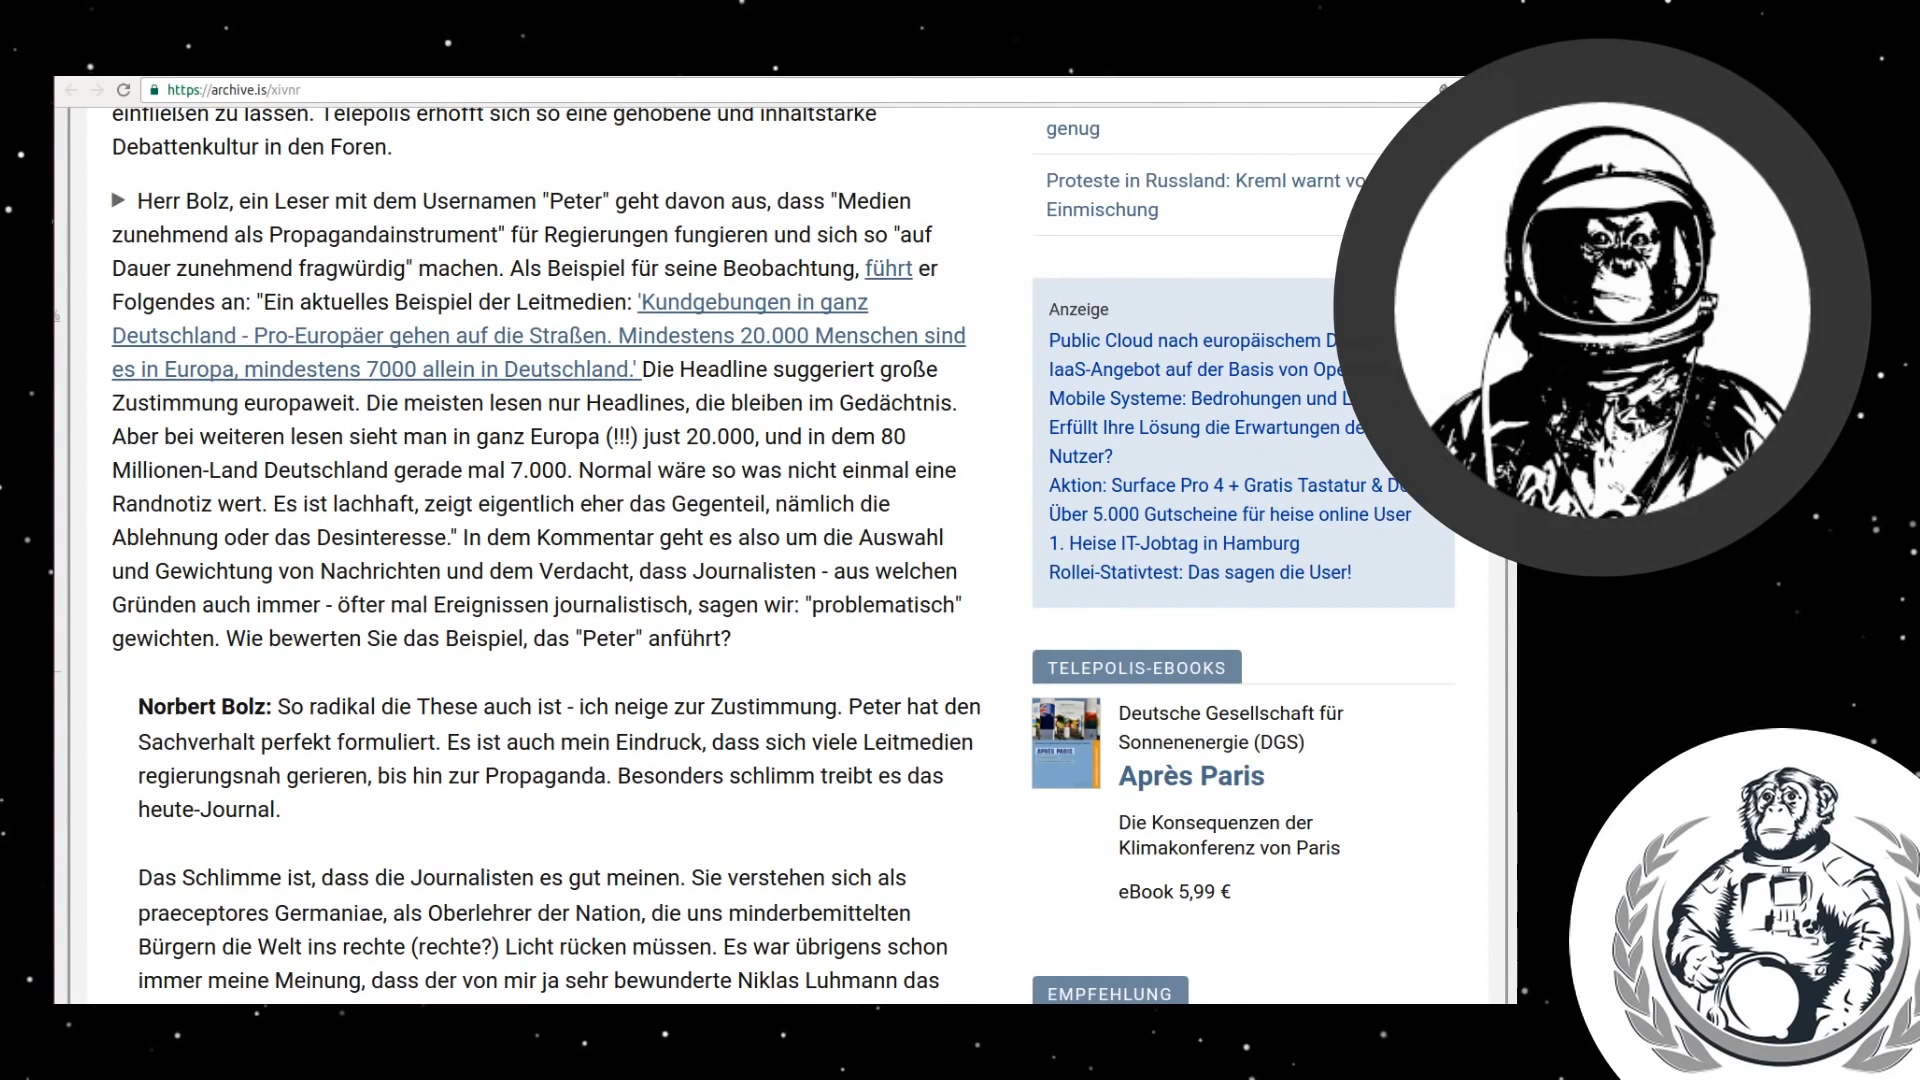 https://archive.is/xivnr
einfließen zu lassen. Telepolis erhofft sich so eine gehobene und inhaltstarke
Debattenkultur in den Foren.
▶ Herr Bolz, ein Leser mit dem Usernamen "Peter" geht davon aus, dass "Medien
zunehmend als Propagandainstrument" für Regierungen fungieren und sich so "auf
Dauer zunehmend fragwürdig" machen. Als Beispiel für seine Beobachtung, führt er
Folgendes an: "Ein aktuelles Beispiel der Leitmedien: 'Kundgebungen in ganz
Deutschland - Pro-Europäer gehen auf die Straßen. Mindestens 20.000 Menschen sind
es in Europa, mindestens 7000 allein in Deutschland.' Die Headline suggeriert große
Zustimmung europaweit. Die meisten lesen nur Headlines, die bleiben im Gedächtnis.
Aber bei weiteren lesen sieht man in ganz Europa (!!!) just 20.000, und in dem 80
Millionen-Land Deutschland gerade mal 7.000. Normal wäre so was nicht einmal eine
Randnotiz wert. Es ist lachhaft, zeigt eigentlich eher das Gegenteil, nämlich die
Ablehnung oder das Desinteresse." In dem Kommentar geht es also um die Auswahl
und Gewichtung von Nachrichten und dem Verdacht, dass Journalisten - aus welchen
Gründen auch immer - öfter mal Ereignissen journalistisch, sagen wir: "problematisch"
gewichten. Wie bewerten Sie das Beispiel, das "Peter" anführt?
Norbert Bolz: So radikal die These auch ist - ich neige zur Zustimmung. Peter hat den
Sachverhalt perfekt formuliert. Es ist auch mein Eindruck, dass sich viele Leitmedien
regierungsnah gerieren, bis hin zur Propaganda. Besonders schlimm treibt es das
heute-Journal.
Das Schlimme ist, dass die Journalisten es gut meinen. Sie verstehen sich als
praeceptores Germaniae, als Oberlehrer der Nation, die uns minderbemittelten
Bürgern die Welt ins rechte (rechte?) Licht rücken müssen. Es war übrigens schon
immer meine Meinung, dass der von mir ja sehr bewunderte Niklas Luhmann das
genug
Proteste in Russland: Kreml warnt vo
Einmischung
Anzeige
Public Cloud nach europäischem D
IaaS-Angebot auf der Basis von Ope
Mobile Systeme: Bedrohungen und L
Erfüllt Ihre Lösung die Erwartungen de
Nutzer?
Aktion: Surface Pro 4 + Gratis Tastatur & D
Über 5.000 Gutscheine für heise online User
1. Heise IT-Jobtag in Hamburg
Rollei-Stativtest: Das sagen die User!
TELEPOLIS-EBOOKS
APRÈS PARIS
Deutsche Gesellschaft für
Sonnenenergie (DGS)
Après Paris
Die Konsequenzen der
Klimakonferenz von Paris
eBook 5,99 €
EMPFEHLUNG